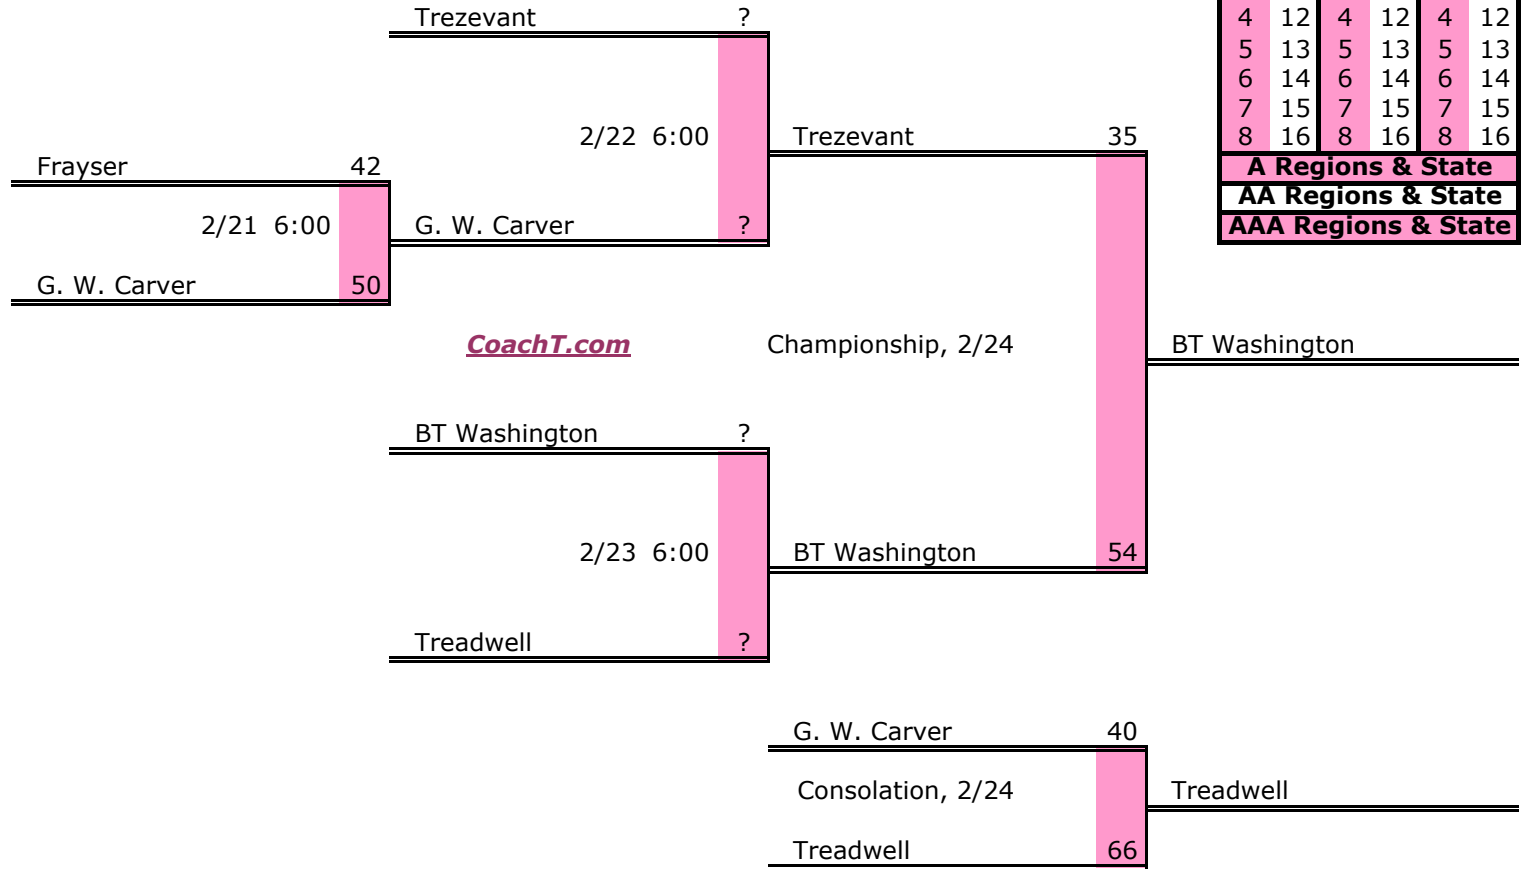 Trezevant ?
4 12 4 12 4 12
5 13 5 13 5 13
6 14 6 14 6 14
7 15 7 15 7 15
2/22 6:00 Trezevant 35
8 16 8 16 8 16
Frayser 42
A Regions & State
AA Regions & State
2/21 6:00 G. W. Carver ?
AAA Regions & State
G. W. Carver 50
CoachT.com Championship, 2/24 BT Washington
BT Washington ?
2/23 6:00 BT Washington 54
Treadwell ?
G. W. Carver 40
Consolation, 2/24 Treadwell
Treadwell 66